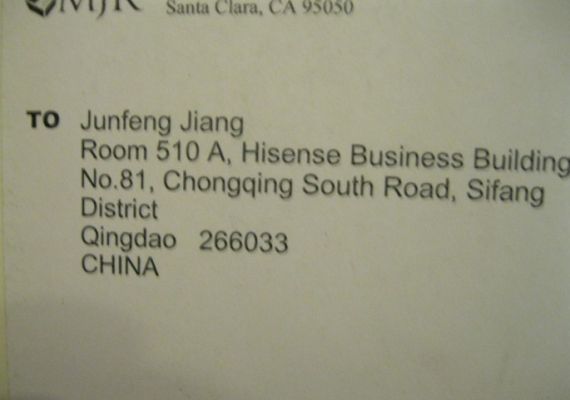 MJR
Santa Clara, CA 95050
TO Junfeng Jiang
Room 510 A, Hisense Business Building
No.81, Chongqing South Road, Sifang
District
Qingdao 266033
CHINA